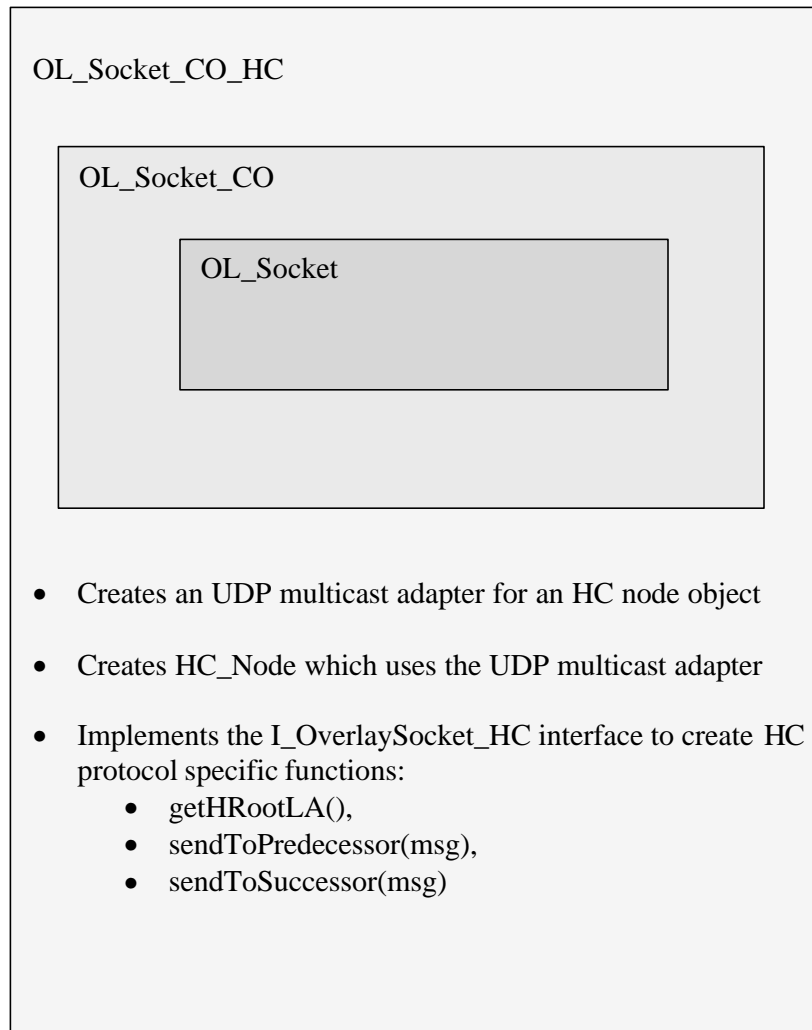 OL_Socket_CO_HC
OL_Socket_CO
OL_Socket
• Creates an UDP multicast adapter for an HC node object
• Creates HC_Node which uses the UDP multicast adapter
• Implements the I_OverlaySocket_HC interface to create HC
protocol specific functions:
• getHRootLA(),
• sendToPredecessor(msg),
• sendToSuccessor(msg)